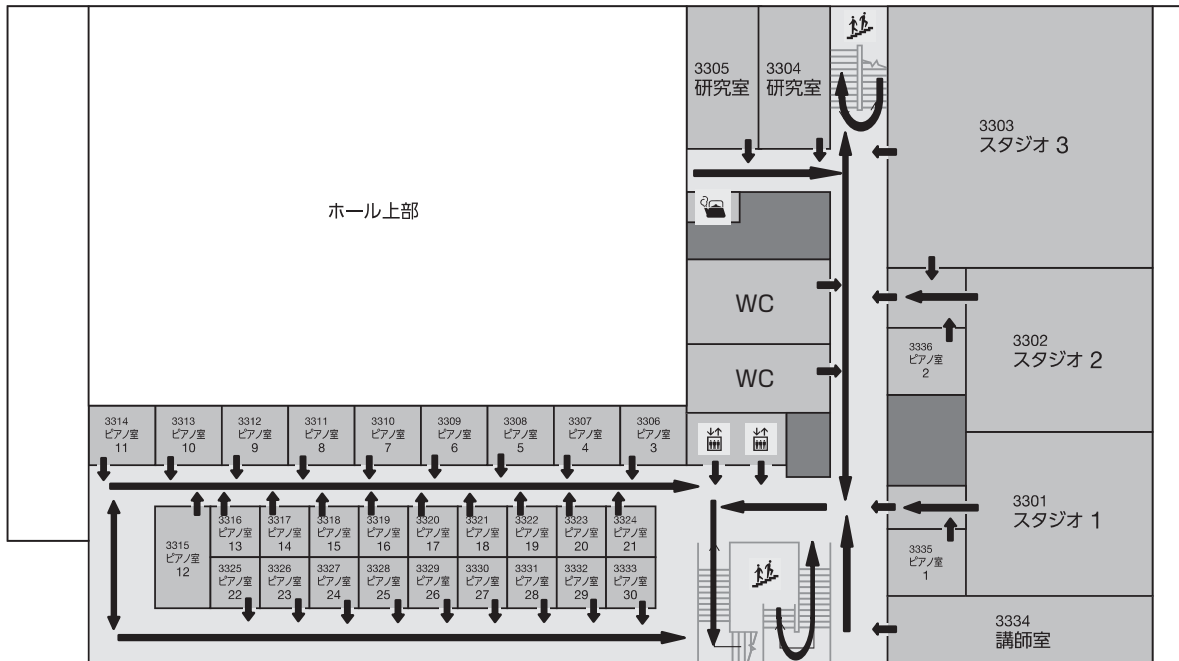 3305
研究室
3304
研究室
3303
スタジオ 3
ホール上部
WC
WC
3336
ピアノ室
2
3302
スタジオ 2
3314
ピアノ室
11
3313
ピアノ室
10
3312
ピアノ室
9
3311
ピアノ室
8
3310
ピアノ室
7
3309
ピアノ室
6
3308
ピアノ室
5
3307
ピアノ室
4
3306
ピアノ室
3
3315
ピアノ室
12
3316
ピアノ室
13
3317
ピアノ室
14
3318
ピアノ室
15
3319
ピアノ室
16
3320
ピアノ室
17
3321
ピアノ室
18
3322
ピアノ室
19
3323
ピアノ室
20
3324
ピアノ室
21
3325
ピアノ室
22
3326
ピアノ室
23
3327
ピアノ室
24
3328
ピアノ室
25
3329
ピアノ室
26
3330
ピアノ室
27
3331
ピアノ室
28
3332
ピアノ室
29
3333
ピアノ室
30
3301
スタジオ 1
3335
ピアノ室
1
3334
講師室